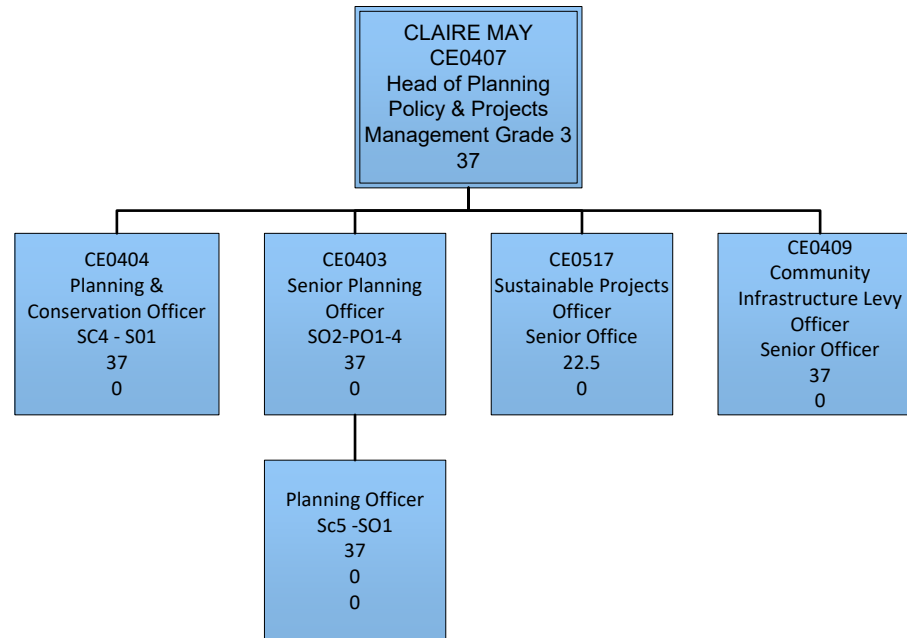 CLAIRE MAY
CE0407
Head of Planning
Policy & Projects
Management Grade 3
37
CE0404
Planning &
Conservation Officer
SC4 - S01
37
0
CE0403
Senior Planning
Officer
SO2-PO1-4
37
0
CE0517
Sustainable Projects
Officer
Senior Office
22.5
0
CE0409
Community
Infrastructure Levy
Officer
Senior Officer
37
0
Planning Officer
Sc5 -SO1
37
0
0